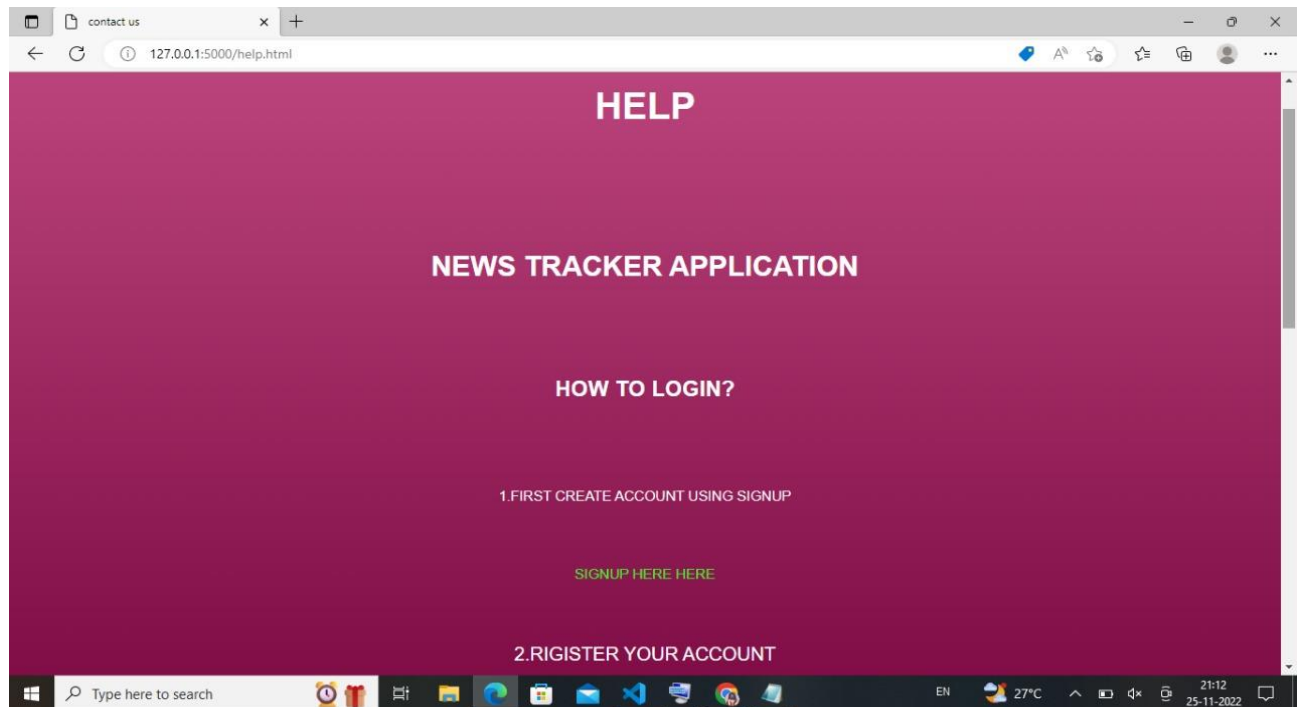 contact us
127.0.0.1:5000/help.html
HELP
NEWS TRACKER APPLICATION
HOW TO LOGIN?
1.FIRST CREATE ACCOUNT USING SIGNUP
SIGNUP HERE HERE
2.RIGISTER YOUR ACCOUNT
Type here to search
EN
27°C
21:12
25-11-2022